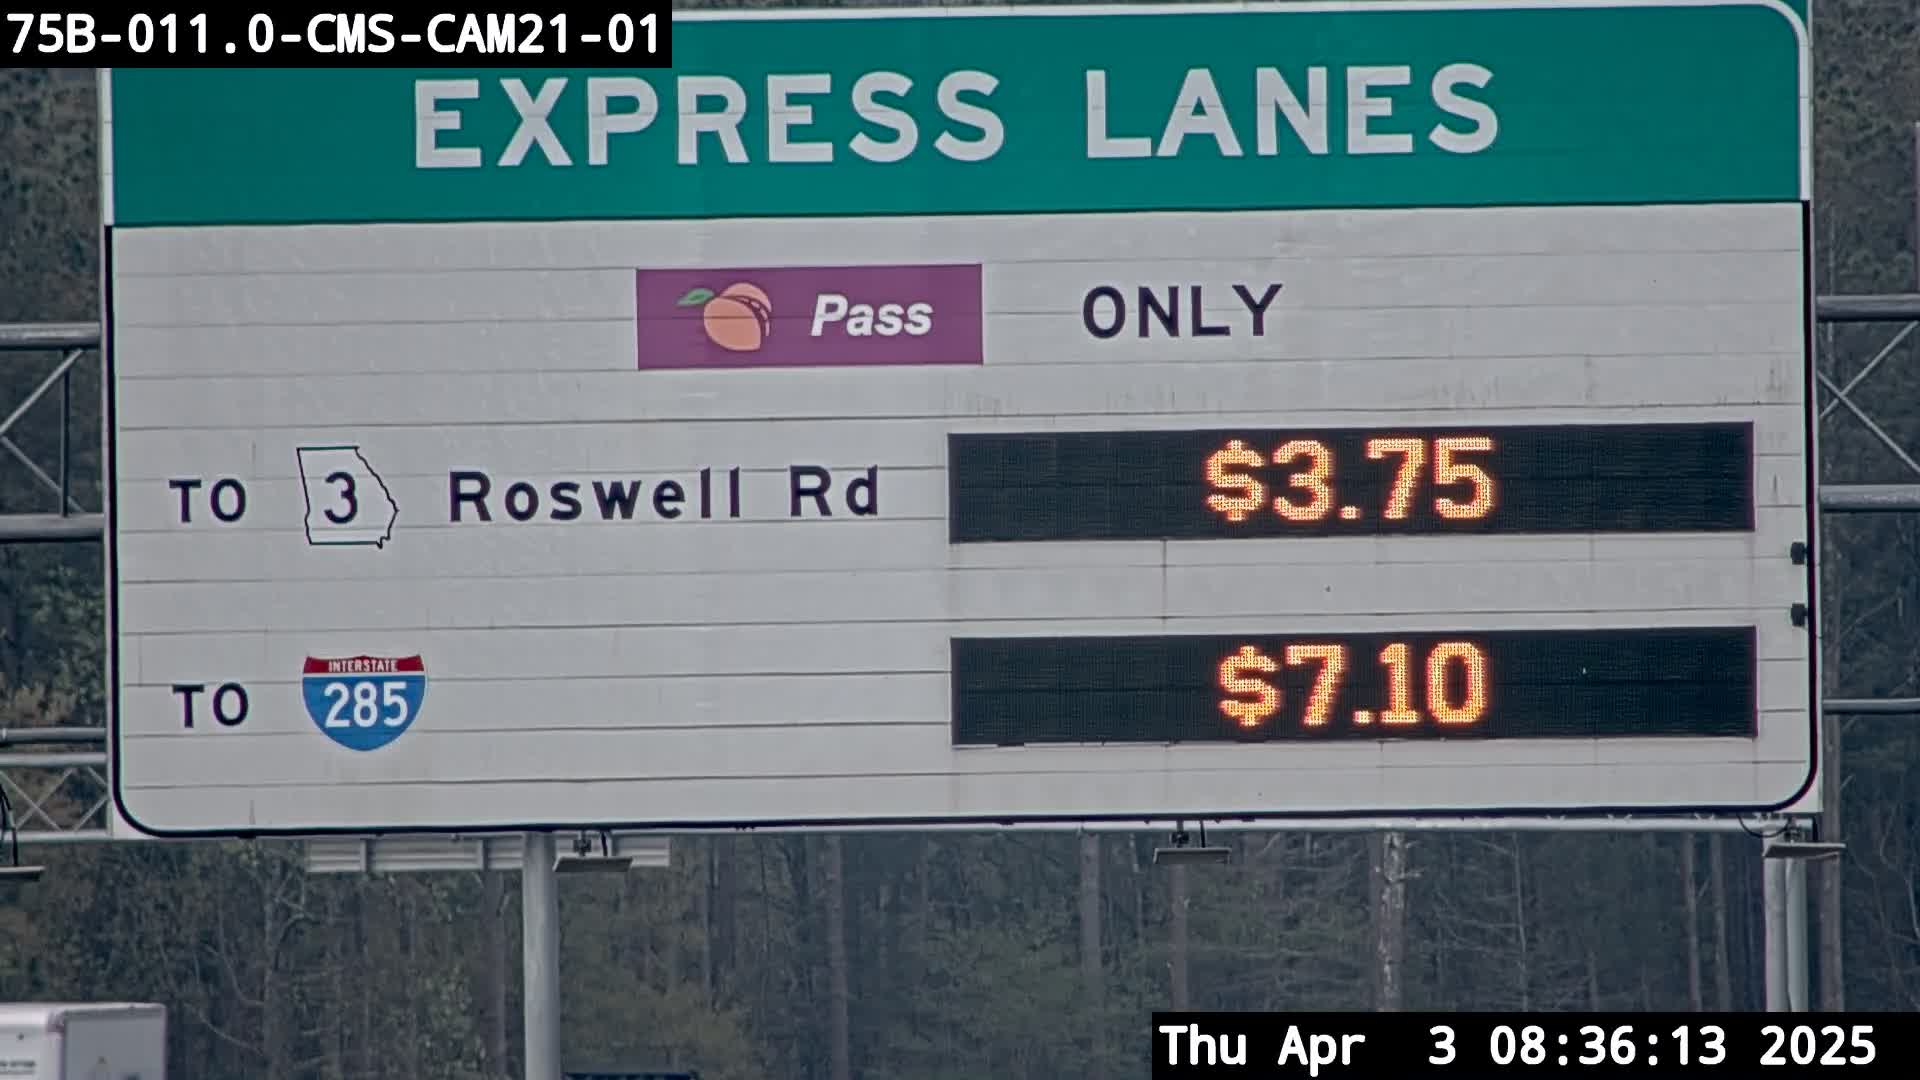 75B-011.0-CMS-CAM21-01
EXPRESS LANES
Pass ONLY
TO 3 Roswell Rd $3.75
TO INTERSTATE 285 $7.10
Thu Apr 3 08:36:13 2025